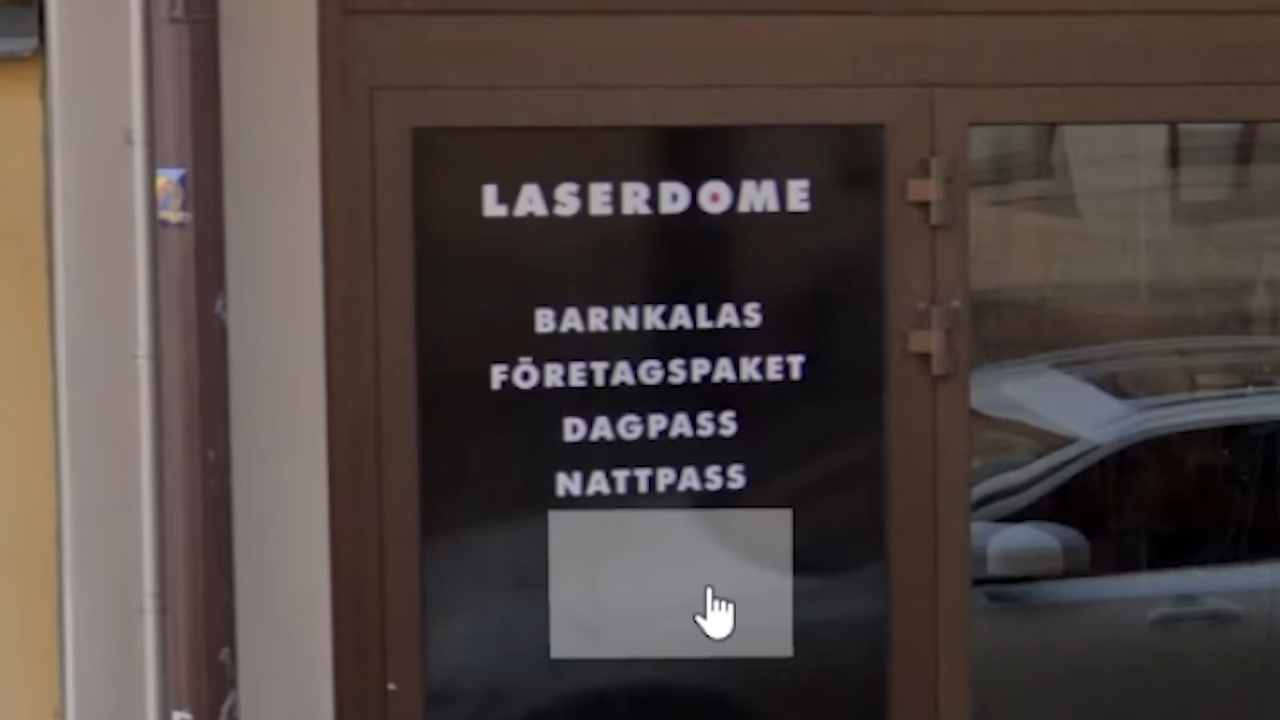 LASERDOME
BARNKALAS
FÖRETAGSPAKET
DAGPASS
NATTPASS